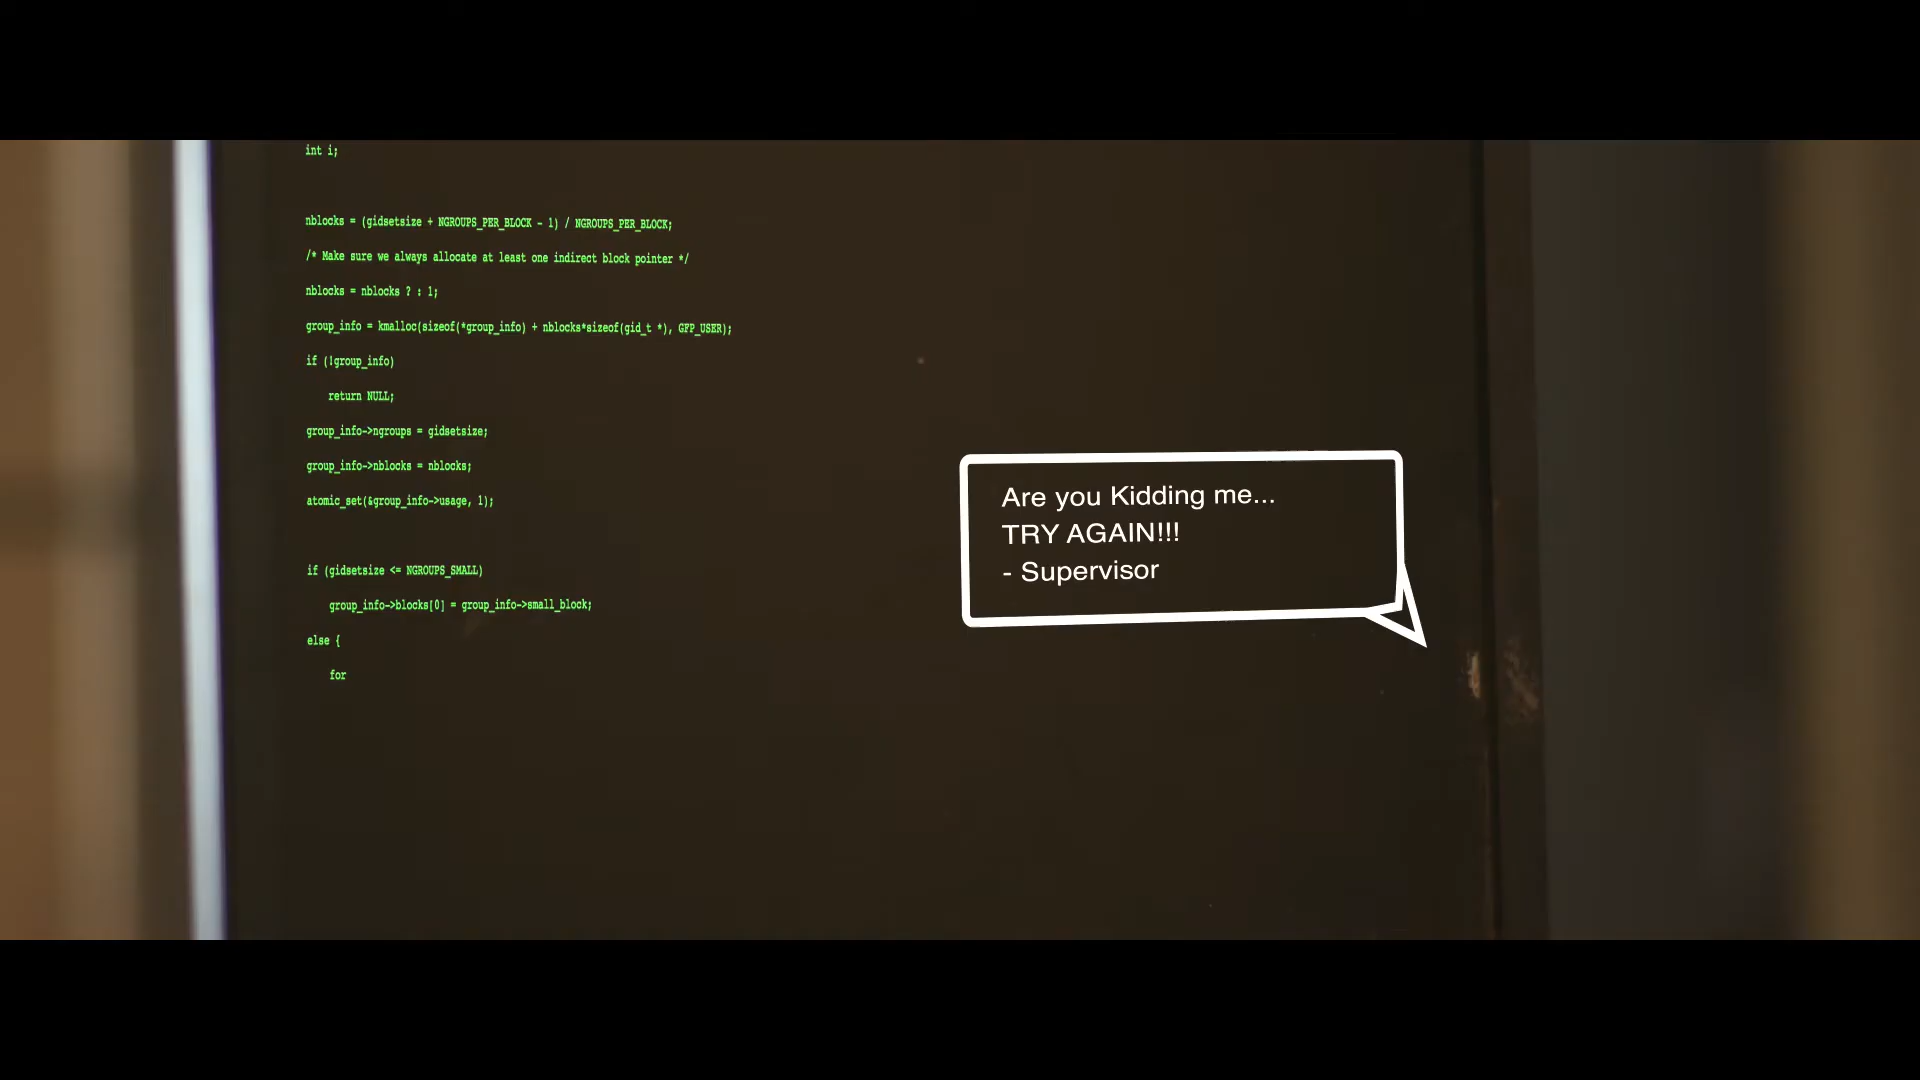 int i;
nblocks = (gidsetsize + NGROUPS_PER_BLOCK - 1) / NGROUPS_PER_BLOCK;
/* Make sure we always allocate at least one indirect block pointer */
nblocks = nblocks ? : 1;
group_info = kmalloc(sizeof(*group_info) + nblocks*sizeof(gid_t *), GFP_USER);
if (!group_info)
return NULL;
group_info->ngroups = gidsetsize;
group_info->nblocks = nblocks;
atomic_set(&group_info->usage, 1);
if (gidsetsize <= NGROUPS_SMALL)
group_info->blocks[0] = group_info->small_block;
else {
for
Are you Kidding me...
TRY AGAIN!!!
- Supervisor